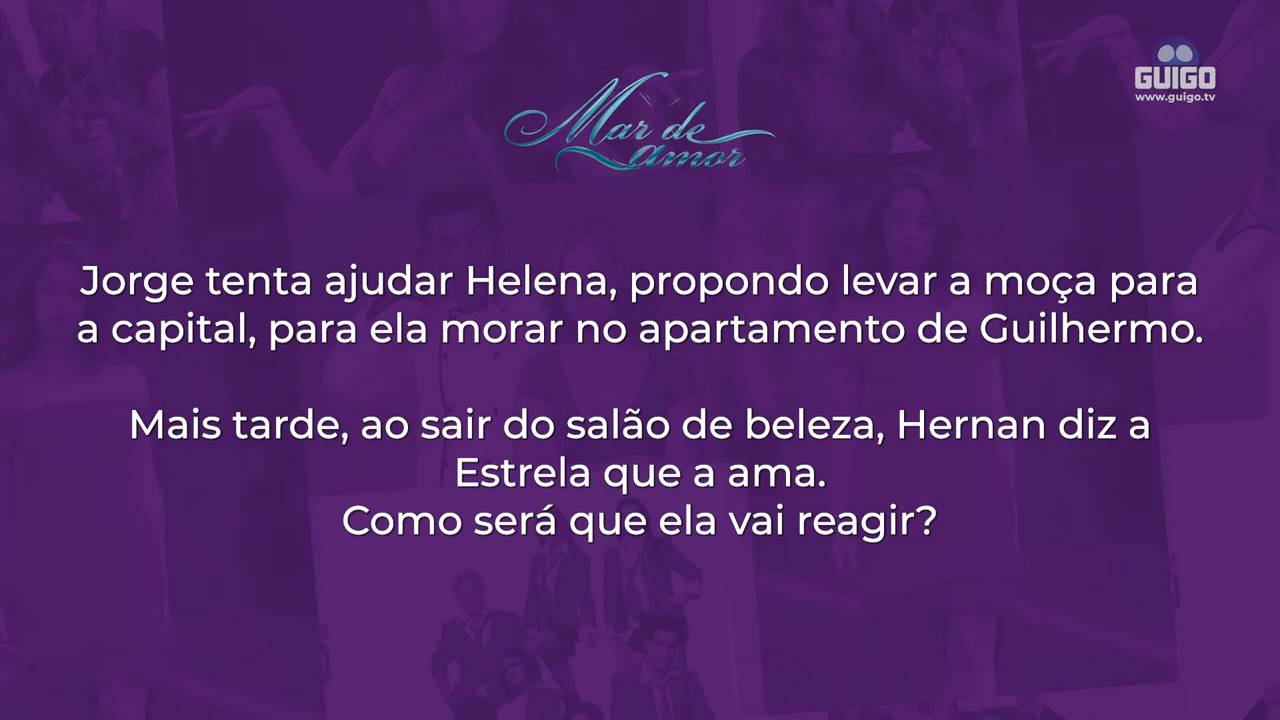 GUIGO
www.guigo.tv
Mar de
amor
Jorge tenta ajudar Helena, propondo levar a moça para
a capital, para ela morar no apartamento de Guilhermo.
Mais tarde, ao sair do salão de beleza, Hernan diz a
Estrela que a ama.
Como será que ela vai reagir?